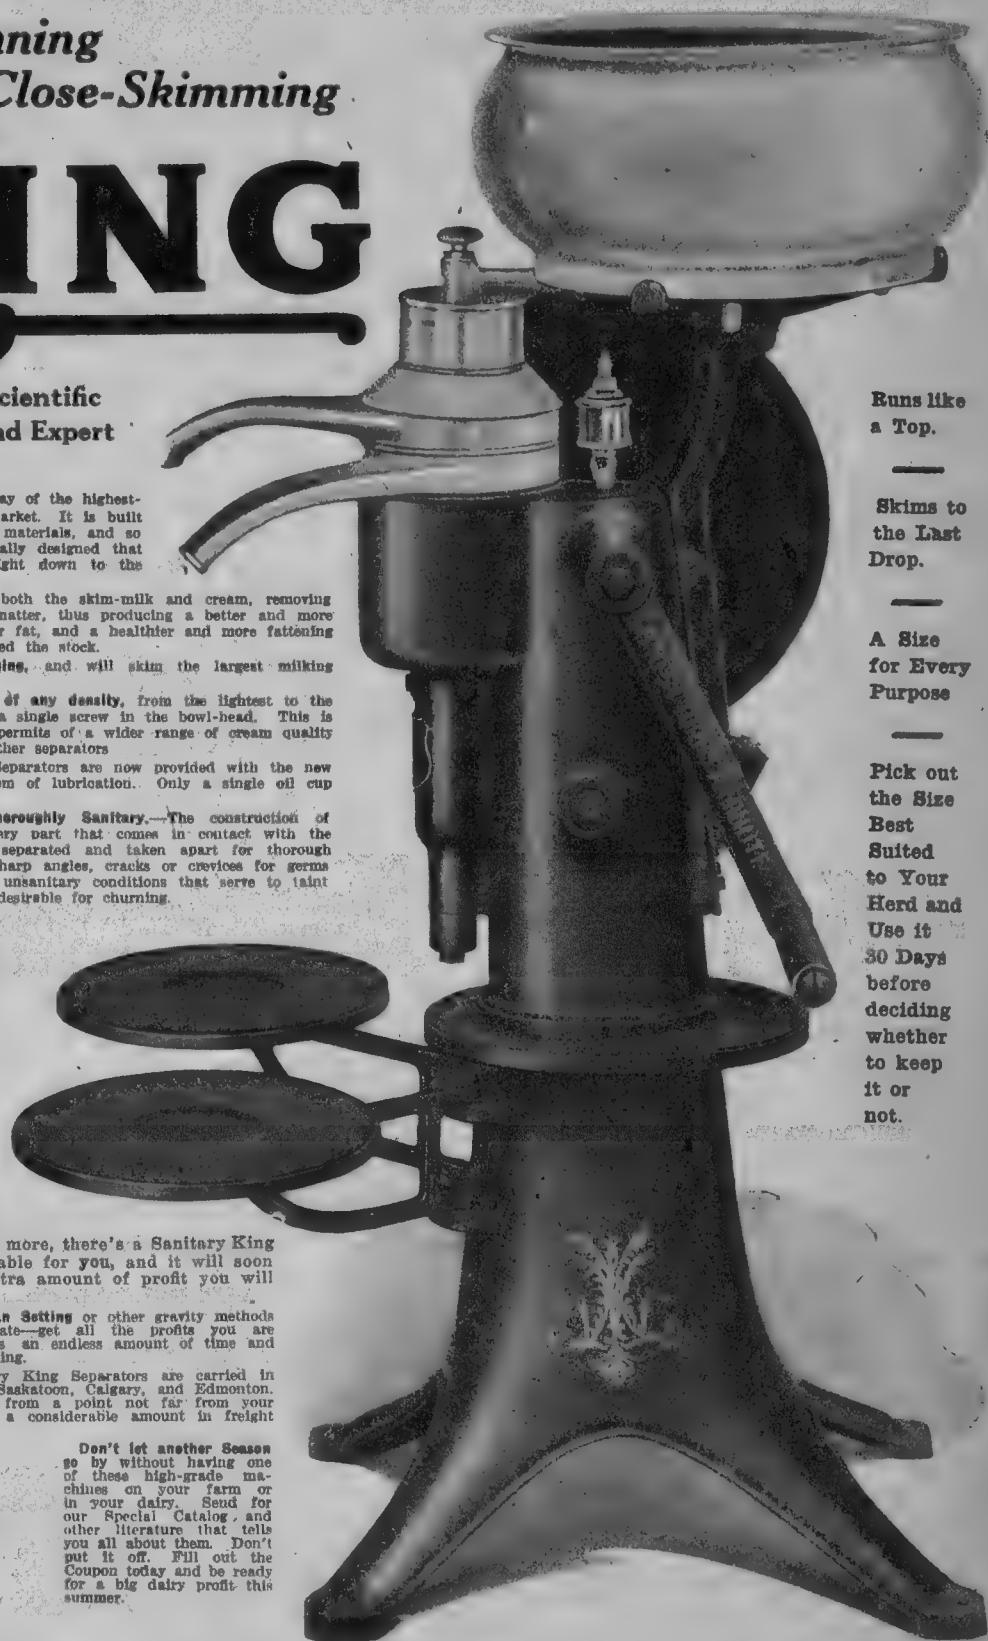 Close-Skimming
ING
nd Expert
ay of the highest-
arket. It is built
materials, and so
ally designed that
ght down to the
both the skim-milk and cream, removing
matter, thus producing a better and more
r fat, and a healthier and more fattening
ed the stock.
and will skim the largest milking
of any density, from the lightest to the
a single screw in the bowl-head. This is
permits of a wider range of cream quality
ther separators
Separators are now provided with the new
em of lubrication. Only a single oil cup
horoughly Sanitary.—The construction of
ery part that comes in contact with the
separated and taken apart for thorough
harp angles, cracks or crevices for germs
unsanitary conditions that serve to taint
desirable for churning.
more, there's a Sanitary King
able for you, and it will soon
tra amount of profit you will
n Setting or other gravity methods
ate—get all the profits you are
s an endless amount of time and
ing.
ry King Separators are carried in
Saskatoon, Calgary, and Edmonton.
from a point not far from your
a considerable amount in freight
Don't let another Season
go by without having one
of these high-grade ma-
chines on your farm or
in your dairy. Send for
our Special Catalog, and
other literature that tells
you all about them. Don't
put it off. Fill out the
Coupon today and be ready
for a big dairy profit this
summer.
Runs like
a Top.
Skims to
the Last
Drop.
A Size
for Every
Purpose
Pick out
the Size
Best
Suited
to Your
Herd and
Use it
30 Days
before
deciding
whether
to keep
it or
not.